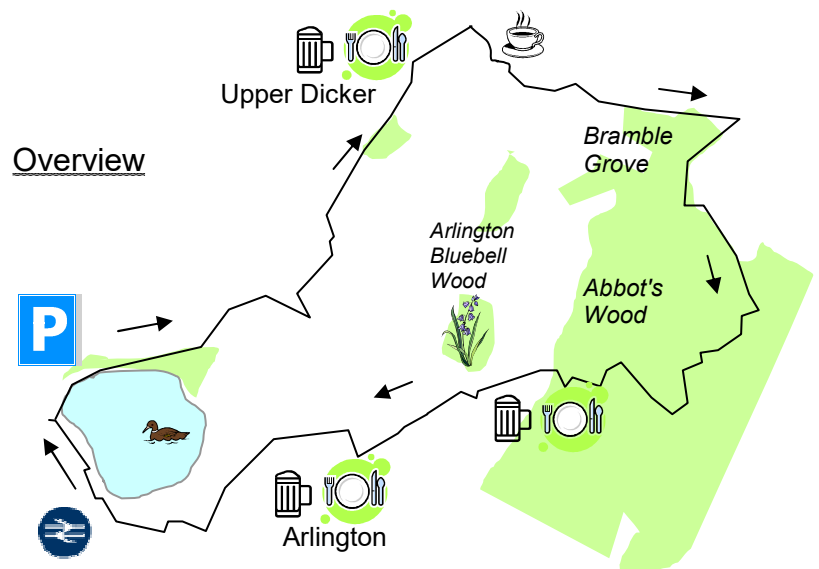 Upper Dicker
Overview
Bramble
Grove
Arlington
Bluebell
Wood
Abbot's
Wood
P
Arlington